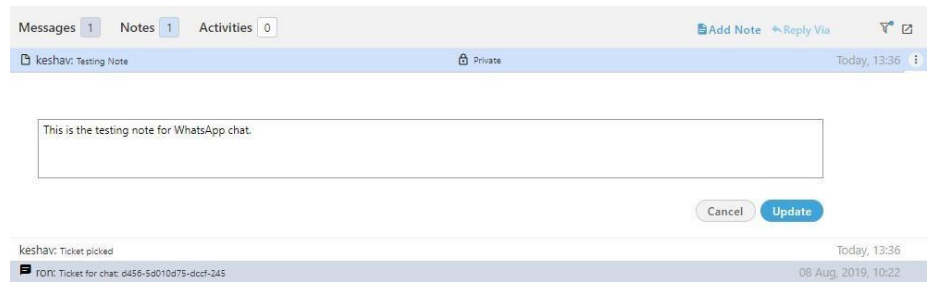 Messages 1 Notes 1 Activities 0 Add Note Reply Via
keshav: Testing Note Private Today, 13:36
This is the testing note for WhatsApp chat.
Cancel Update
keshav: Ticket picked Today, 13:36
ron: Ticket for chat: d456-5d010d75-dccf-245 08 Aug, 2019, 10:22